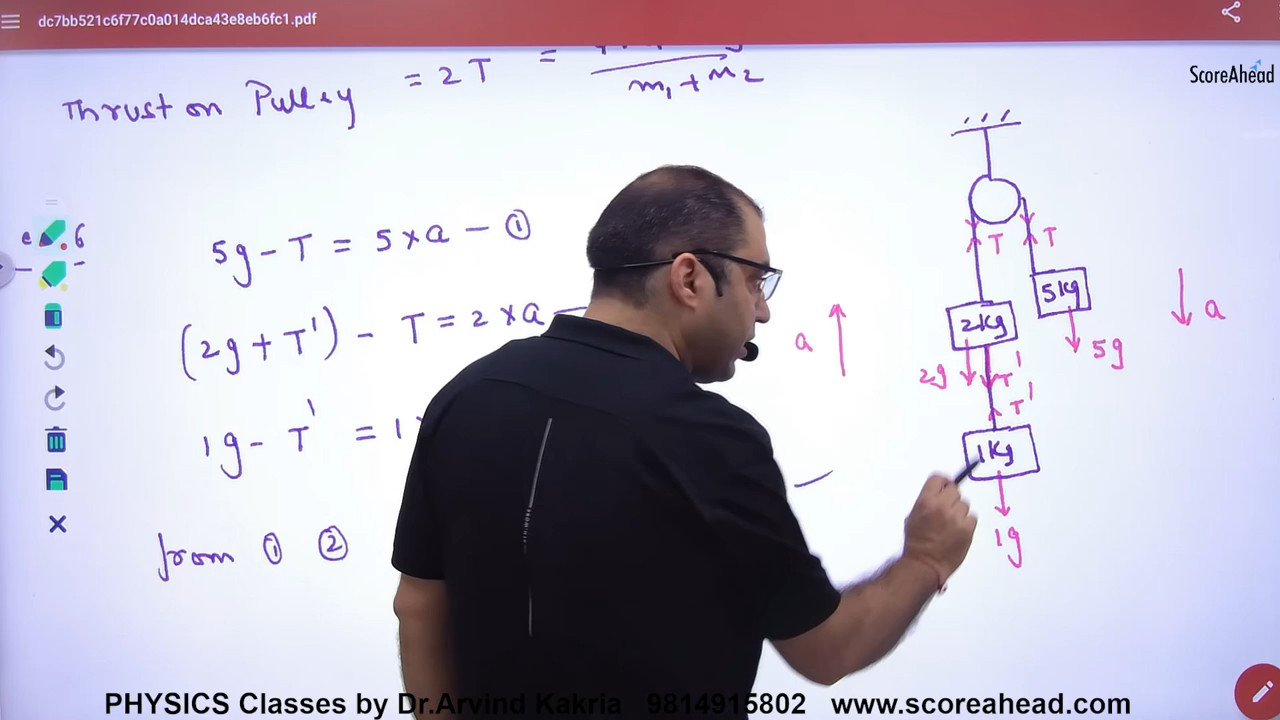 dc7bb521c6f77c0a014dca43e8eb6fc1.pdf
ScoreAhead
Thrust on Pulley = 2T =
m₁ + m₂
5g - T = 5 × a - ①
(2g + T') - T = 2 × a -
1g - T' = 1
from ① ②
T T
5kg
2kg
a
a
2g
T'
5g
T'
1kg
1g
PHYSICS Classes by Dr.Arvind Kakria 9814915802 www.scoreahead.com